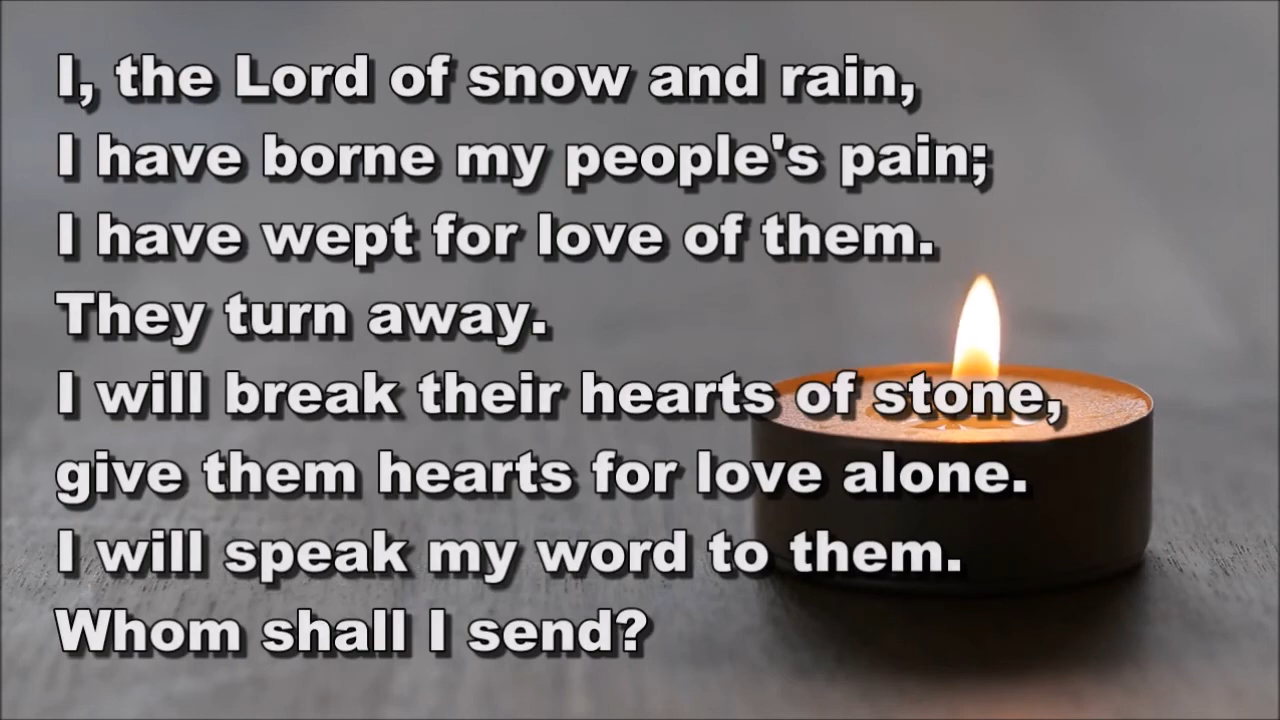 I, the Lord of snow and rain,
I have borne my people's pain;
I have wept for love of them.
They turn away.
I will break their hearts of stone,
give them hearts for love alone.
I will speak my word to them.
Whom shall I send?